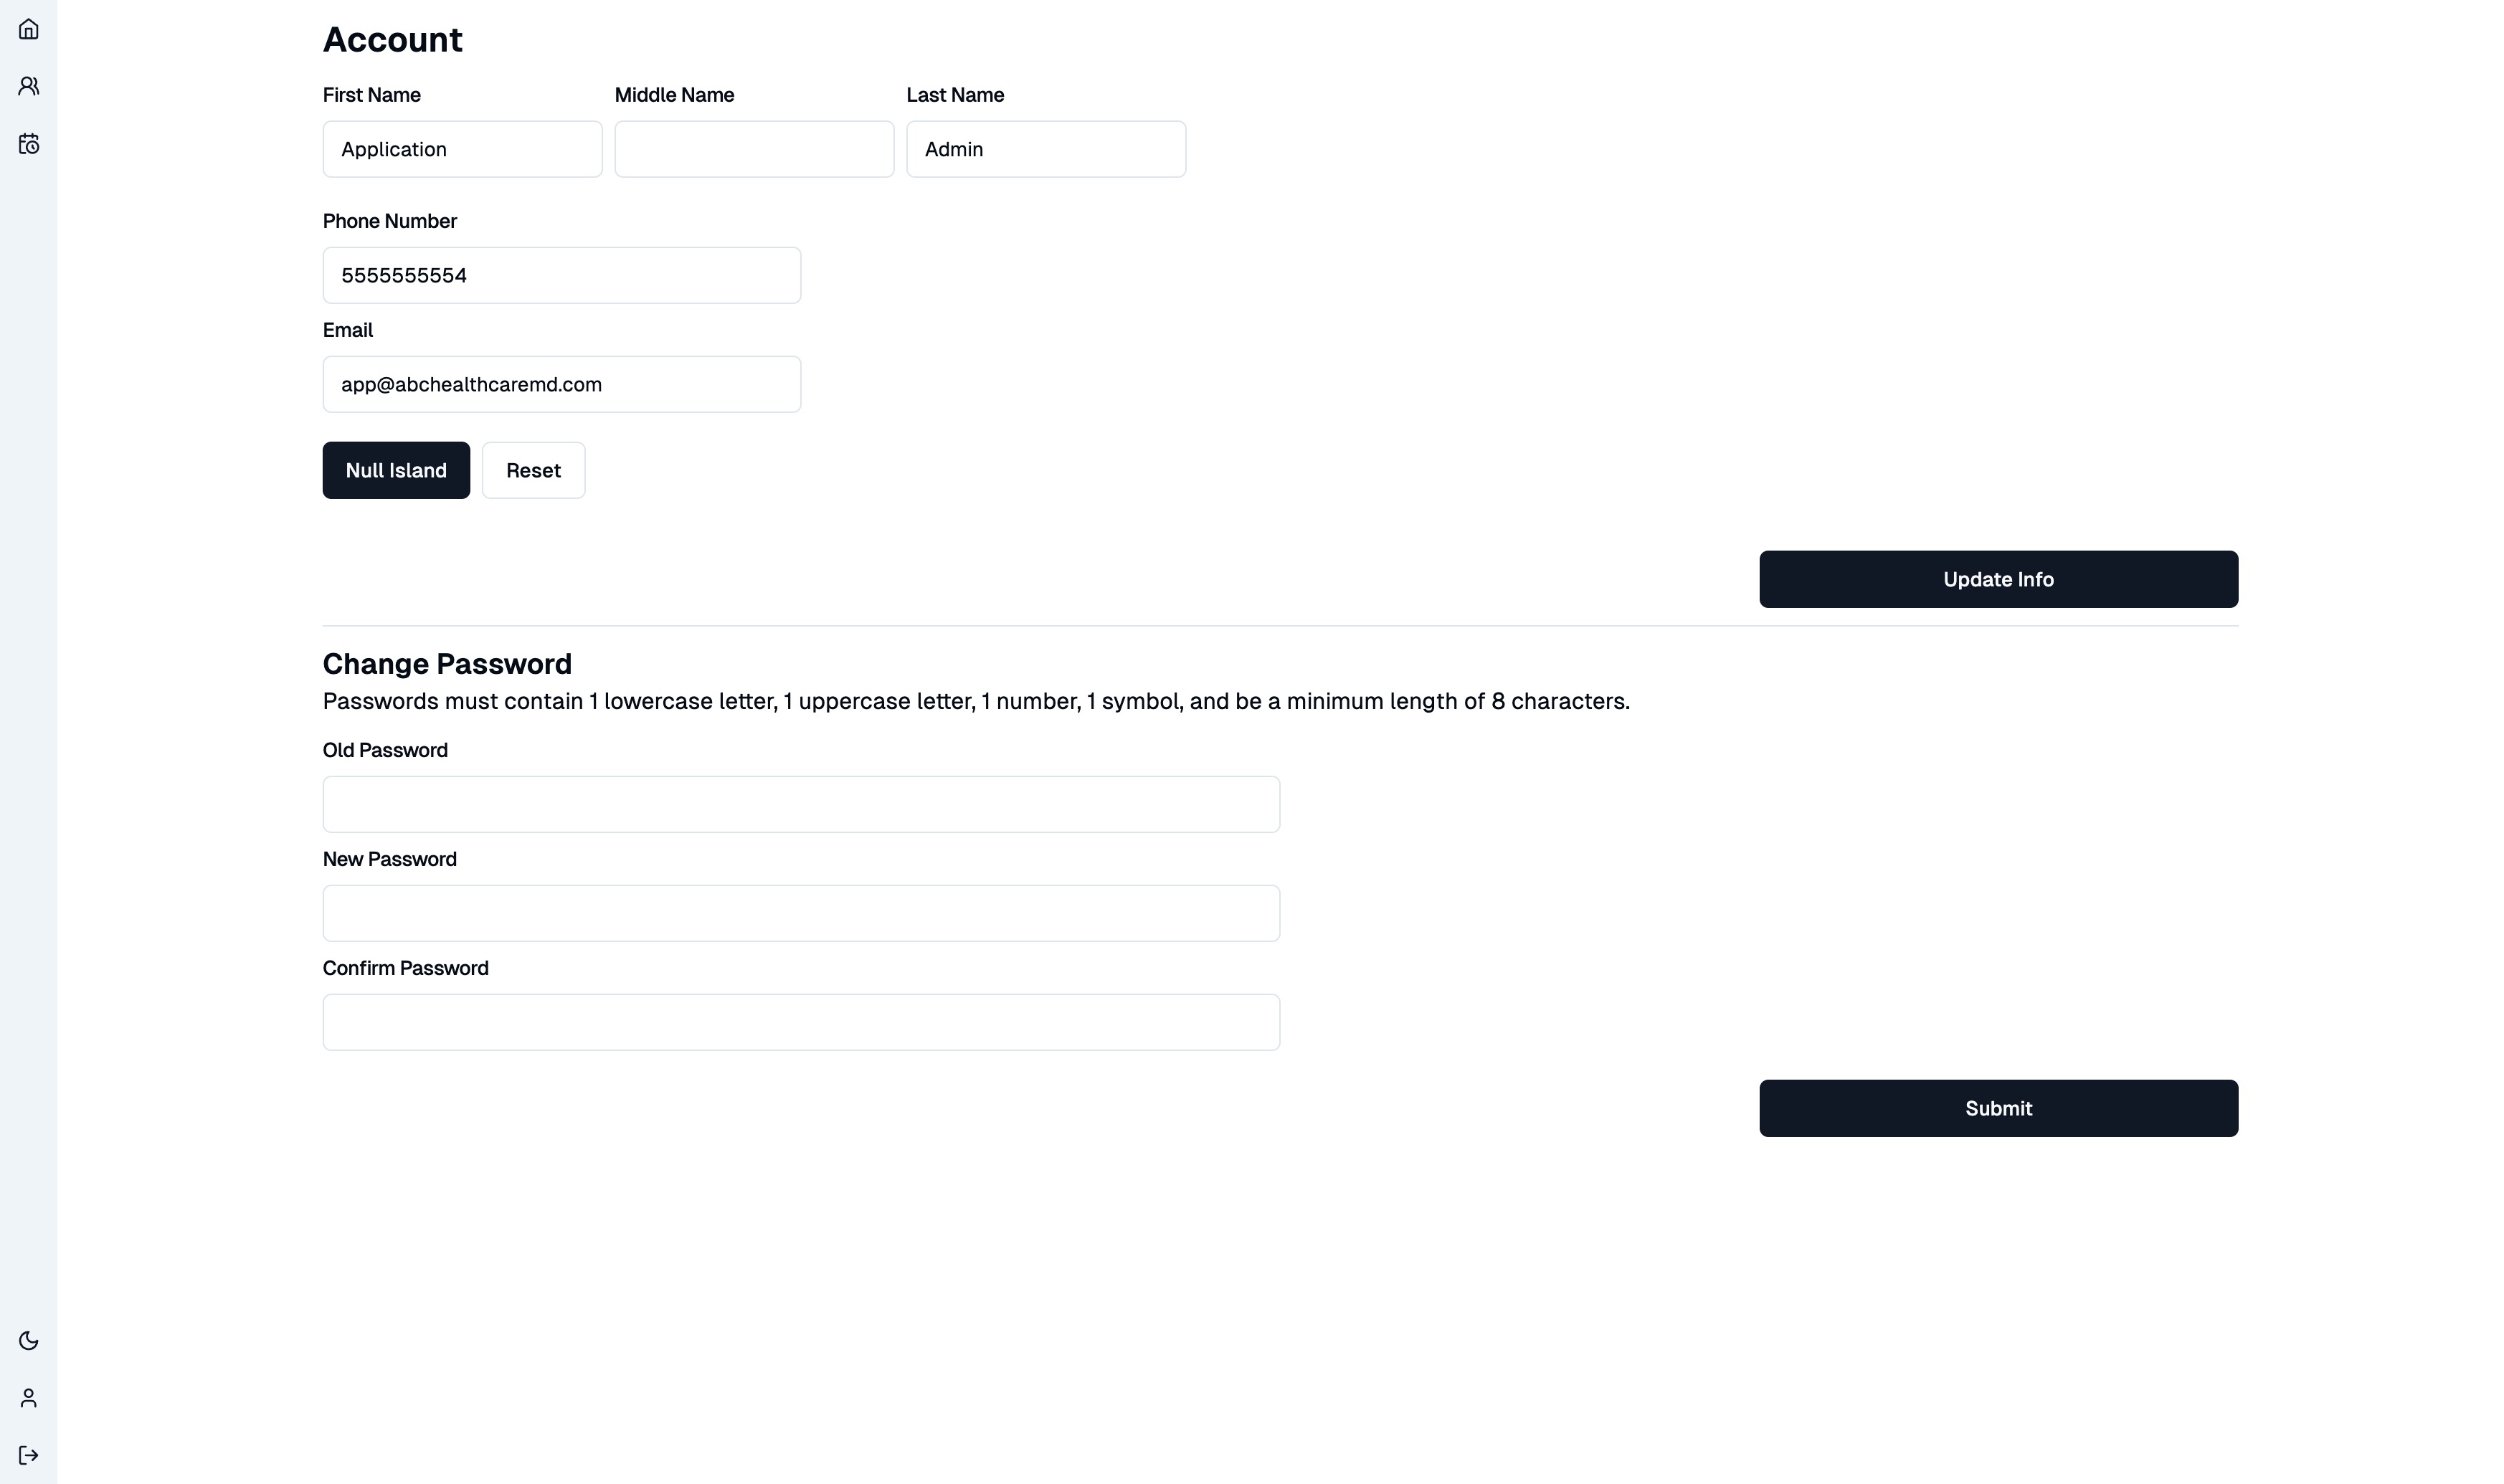 Account
First Name Middle Name Last Name
Application Admin
Phone Number
5555555554
Email
app@abchealthcaremd.com
Null Island Reset
Update Info
Change Password
Passwords must contain 1 lowercase letter, 1 uppercase letter, 1 number, 1 symbol, and be a minimum length of 8 characters.
Old Password
New Password
Confirm Password
Submit